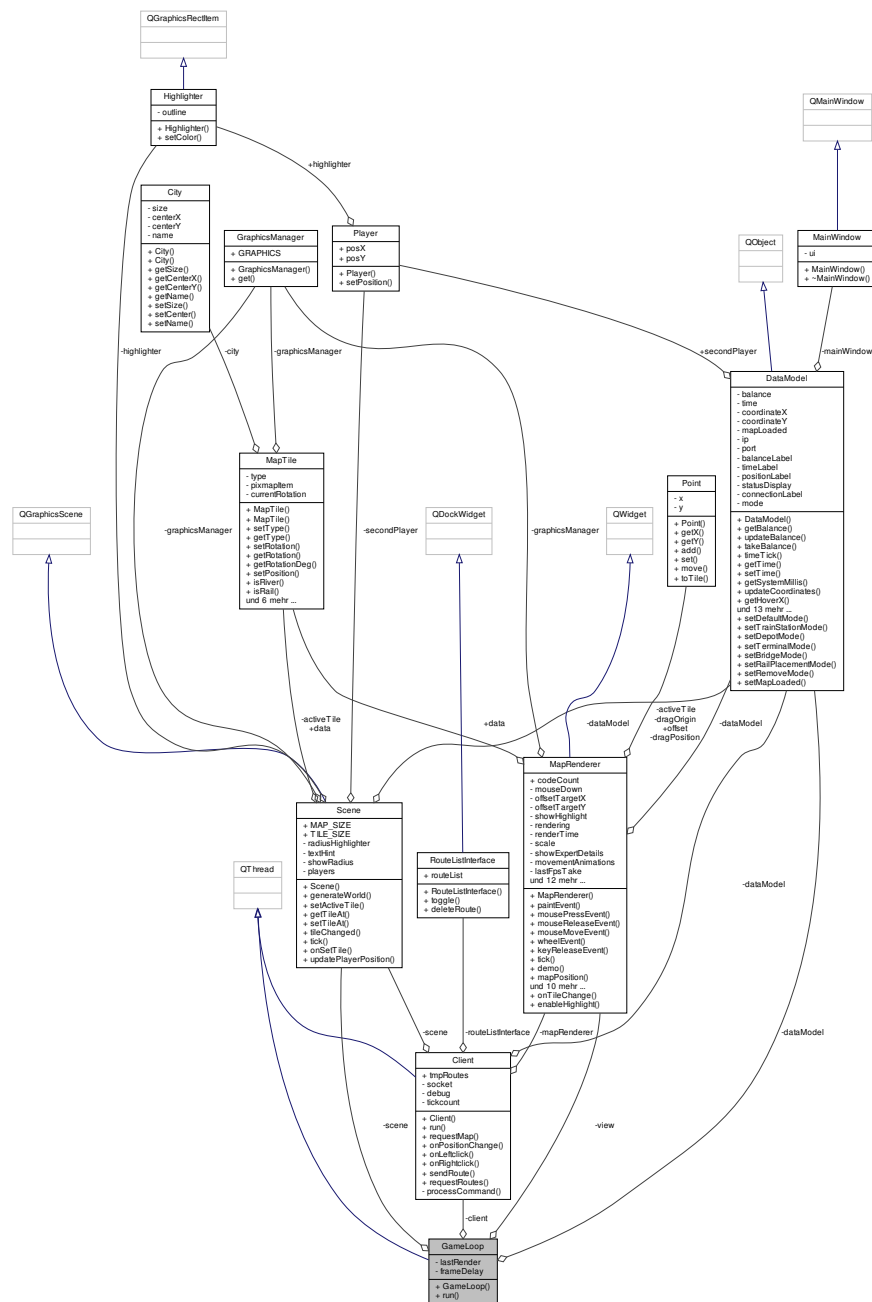 QGraphicsRectItem
Highlighter
- outline
+ Highlighter()
+ setColor()
QMainWindow
+highlighter
City
- size
- centerX
- centerY
- name
+ City()
+ City()
+ getSize()
+ getCenterX()
+ getCenterY()
+ getName()
+ setSize()
+ setCenter()
+ setName()
GraphicsManager
+ GRAPHICS
+ GraphicsManager()
+ get()
Player
+ posX
+ posY
+ Player()
+ setPosition()
QObject
MainWindow
- ui
+ MainWindow()
+ ~MainWindow()
-highlighter
-city
-graphicsManager
+secondPlayer
-mainWindow
DataModel
- balance
- time
- coordinateX
- coordinateY
- mapLoaded
- ip
- port
- balanceLabel
- timeLabel
- positionLabel
- statusDisplay
- connectionLabel
- mode
+ DataModel()
+ getBalance()
+ updateBalance()
+ takeBalance()
+ timeTick()
+ getTime()
+ setTime()
+ getSystemMillis()
+ updateCoordinates()
+ getHoverX()
und 13 mehr ...
+ setDefaultMode()
+ setTrainStationMode()
+ setDepotMode()
+ setTerminalMode()
+ setBridgeMode()
+ setRailPlacementMode()
+ setRemoveMode()
+ setMapLoaded()
MapTile
- type
- pixmapItem
- currentRotation
+ MapTile()
+ MapTile()
+ setType()
+ getType()
+ setRotation()
+ getRotation()
+ getRotationDeg()
+ setPosition()
+ isRiver()
+ isRail()
und 6 mehr ...
Point
- x
- y
+ Point()
+ getX()
+ getY()
+ add()
+ set()
+ move()
+ toTile()
QGraphicsScene
-graphicsManager
-secondPlayer
QDockWidget
-graphicsManager
QWidget
-activeTile
+data
+data
-dataModel
-activeTile
-dragOrigin
+offset
-dragPosition
-dataModel
MapRenderer
+ codeCount
- mouseDown
- offsetTargetX
- offsetTargetY
- showHighlight
- rendering
- renderTime
- scale
- showExpertDetails
- movementAnimations
- lastFpsTake
und 12 mehr ...
+ MapRenderer()
+ paintEvent()
+ mousePressEvent()
+ mouseReleaseEvent()
+ mouseMoveEvent()
+ wheelEvent()
+ keyReleaseEvent()
+ tick()
+ demo()
+ mapPosition()
und 10 mehr ...
+ onTileChange()
+ enableHighlight()
Scene
+ MAP_SIZE
+ TILE_SIZE
- radiusHighlighter
- textHint
- showRadius
- players
+ Scene()
+ generateWorld()
+ setActiveTile()
+ getTileAt()
+ setTileAt()
+ tileChanged()
+ tick()
+ onSetTile()
+ updatePlayerPosition()
QThread
RouteListInterface
+ routeList
+ RouteListInterface()
+ toggle()
+ deleteRoute()
-dataModel
-scene
-routeListInterface
-mapRenderer
-dataModel
Client
+ tmpRoutes
- socket
- debug
- tickcount
+ Client()
+ run()
+ requestMap()
+ onPositionChange()
+ onLeftclick()
+ onRightclick()
+ sendRoute()
+ requestRoutes()
- processCommand()
-scene
-view
-client
GameLoop
- lastRender
- frameDelay
+ GameLoop()
+ run()